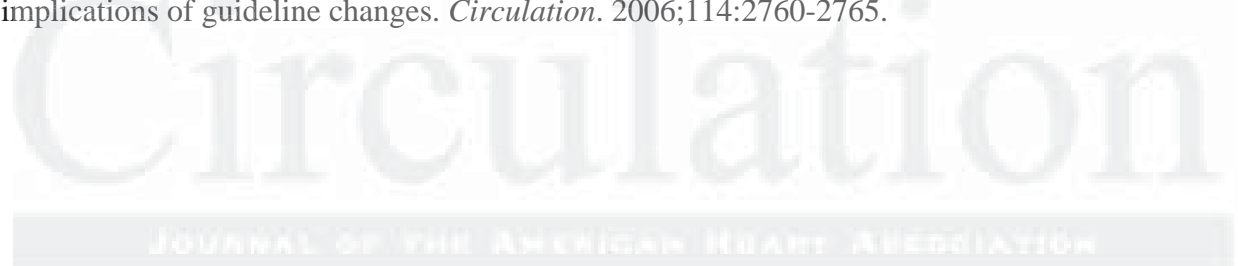 implications of guideline changes. Circulation. 2006;114:2760-2765.
Circulation
JOURNAL OF THE AMERICAN HEART ASSOCIATION